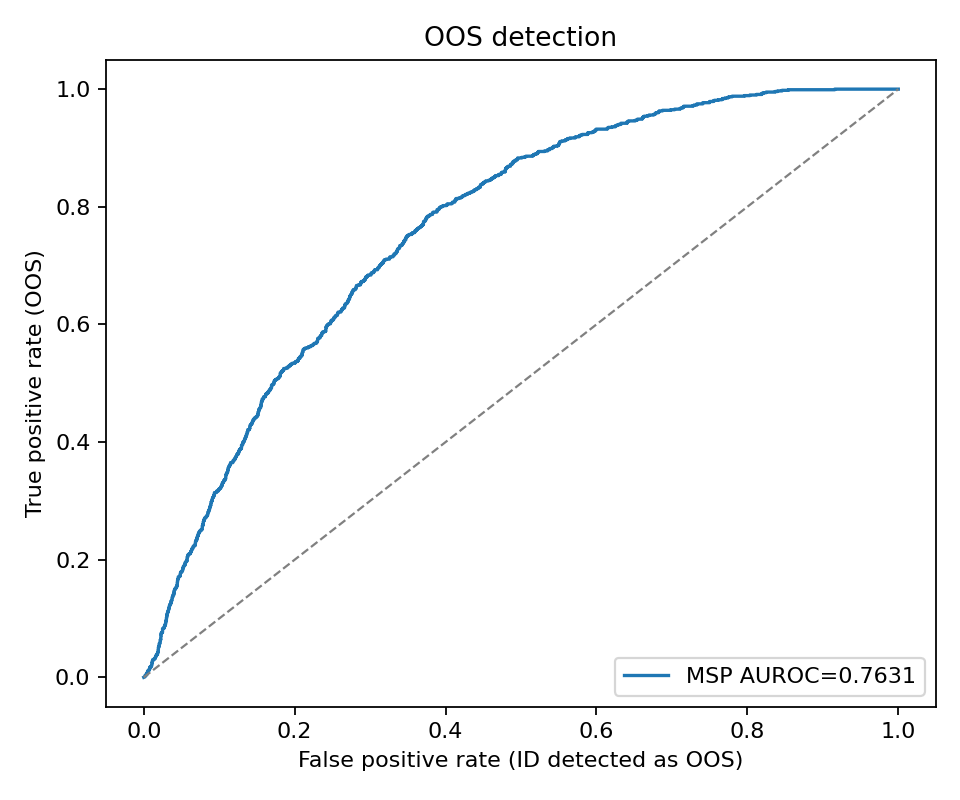 OOS detection
1.0
0.8
0.6
0.4
0.2
0.0
True positive rate (OOS)
MSP AUROC=0.7631
0.0 0.2 0.4 0.6 0.8 1.0
False positive rate (ID detected as OOS)